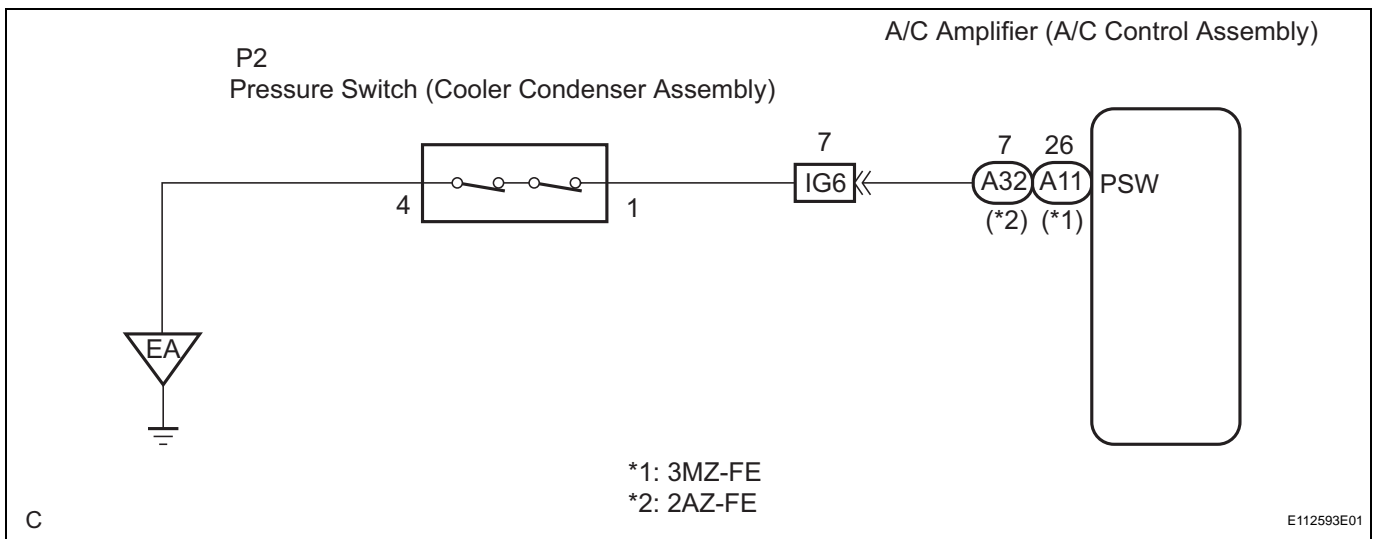 A/C Amplifier (A/C Control Assembly)
P2
Pressure Switch (Cooler Condenser Assembly)
7
7 26
IG6
A32 A11 PSW
4
1
(*2) (*1)
EA
*1: 3MZ-FE
*2: 2AZ-FE
C
E112593E01